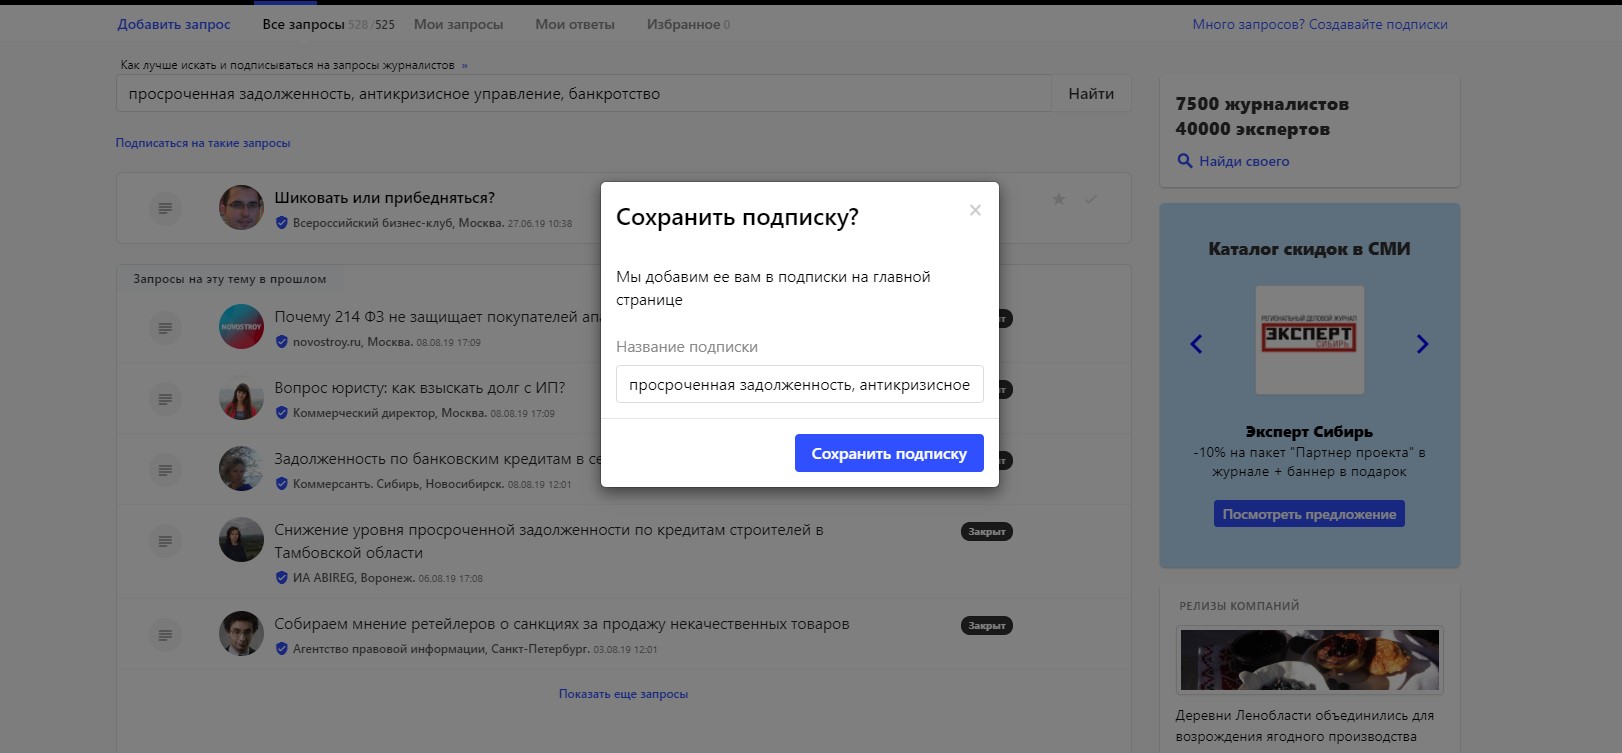 Добавить запрос Все запросы 528 / 525 Мои запросы Мои ответы Избранное 0 Много запросов? Создавайте подписки
Как лучше искать и подписываться на запросы журналистов »
просроченная задолженность, антикризисное управление, банкротство Найти
Подписаться на такие запросы
Шиковать или прибедняться?
Всероссийский бизнес-клуб, Москва. 27.06.19 10:38
Запросы на эту тему в прошлом
Почему 214 ФЗ не защищает покупателей
NOVOSTROY
novostroy.ru, Москва. 08.08.19 17:09
Вопрос юристу: как взыскать долг с ИП?
Коммерческий директор, Москва. 08.08.19 17:09
Задолженность по банковским кредитам в
Коммерсантъ. Сибирь, Новосибирск. 08.08.19 12:01
Снижение уровня просроченной задолженности по кредитам строителей в
Тамбовской области
Закрыт
ИА ABIREG, Воронеж. 06.08.19 17:08
Собираем мнение ретейлеров о санкциях за продажу некачественных товаров
Закрыт
Агентство правовой информации, Санкт-Петербург. 03.08.19 12:01
Показать еще запросы
Сохранить подписку? ×
Мы добавим ее вам в подписки на главной
странице
Название подписки
просроченная задолженность, антикризисное
Сохранить подписку
7500 журналистов
40000 экспертов
Найди своего
Каталог скидок в СМИ
РЕГИОНАЛЬНЫЙ ДЕЛОВОЙ ЖУРНАЛ
ЭКСПЕРТ
СИБИРЬ
Эксперт Сибирь
-10% на пакет "Партнер проекта" в
журнале + баннер в подарок
Посмотреть предложение
РЕЛИЗЫ КОМПАНИЙ
Деревни Ленобласти объединились для
возрождения ягодного производства